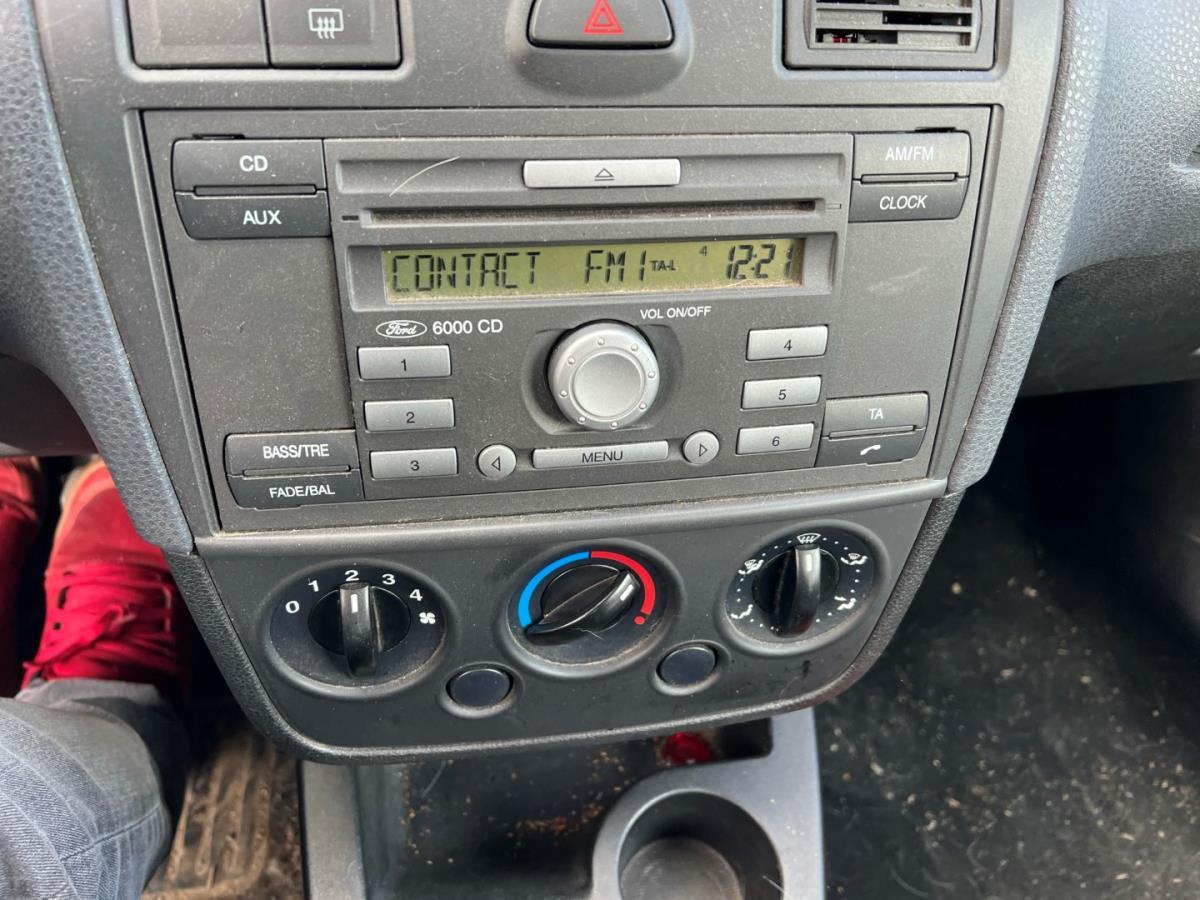 CD
AUX
AM/FM
CLOCK
CONTACT FM1 TA-L 4 12:21
Ford 6000 CD
VOL ON/OFF
1
2
3
4
5
6
MENU
BASS/TRE
FADE/BAL
TA
0 1 2 3 4